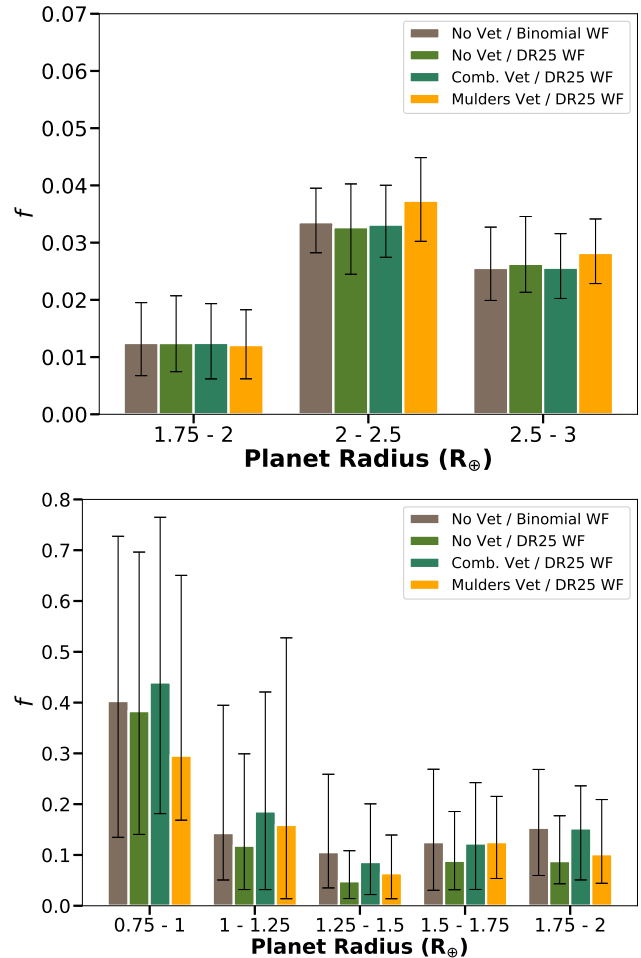 0.07
0.06
0.05
0.04
0.03
0.02
0.01
0.00
f
No Vet / Binomial WF
No Vet / DR25 WF
Comb. Vet / DR25 WF
Mulders Vet / DR25 WF
1.75 - 2 2 - 2.5 2.5 - 3
Planet Radius (R⊕)
0.8
0.7
0.6
0.5
0.4
0.3
0.2
0.1
0.0
f
No Vet / Binomial WF
No Vet / DR25 WF
Comb. Vet / DR25 WF
Mulders Vet / DR25 WF
0.75 - 1 1 - 1.25 1.25 - 1.5 1.5 - 1.75 1.75 - 2
Planet Radius (R⊕)